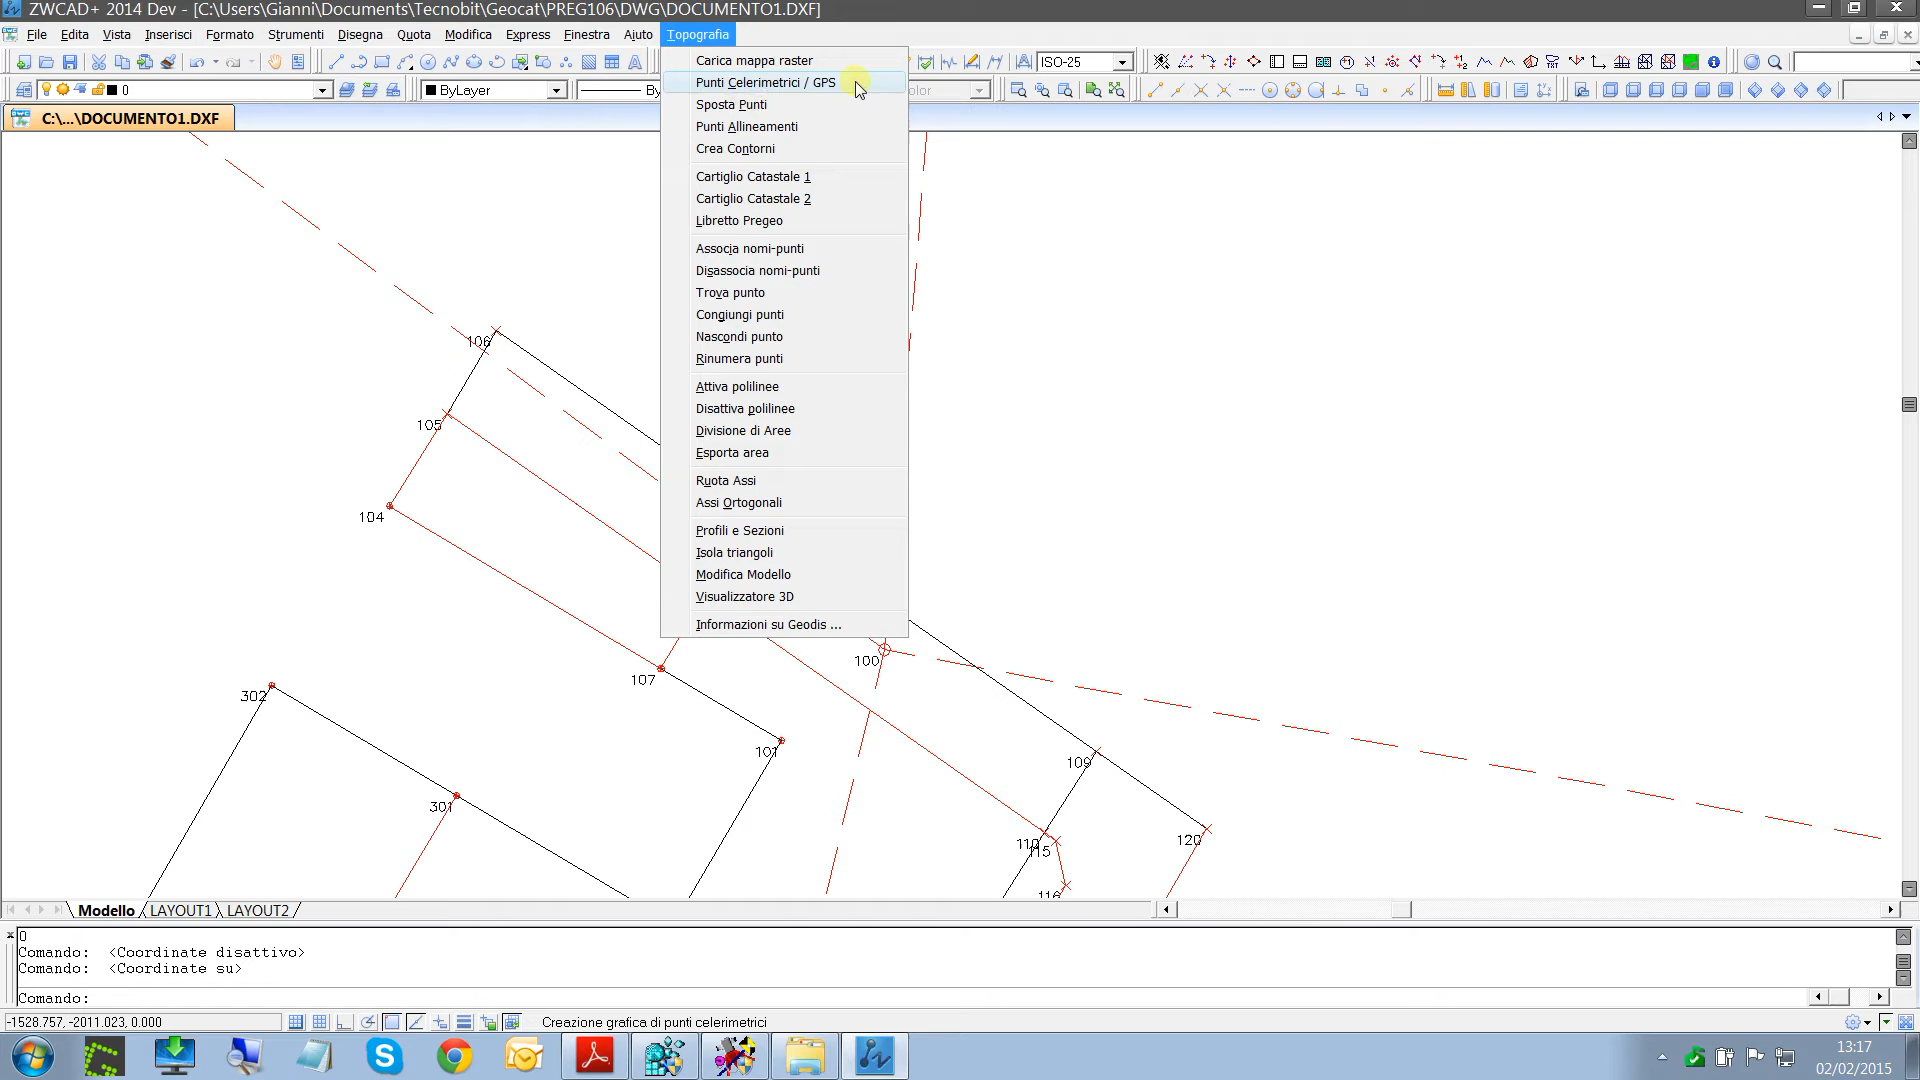 ZWCAD+ 2014 Dev - [C:\Users\Gianni\Documents\Tecnobit\Geocat\PREG106\DWG\DOCUMENTO1.DXF]
File Edita Vista Inserisci Formato Strumenti Disegna Quota Modifica Express Finestra Aiuto Topografia
ISO-25
0
ByLayer
By
olor
C:\...\DOCUMENTO1.DXF
Carica mappa raster
Punti Celerimetrici / GPS
Sposta Punti
Punti Allineamenti
Crea Contorni
Cartiglio Catastale 1
Cartiglio Catastale 2
Libretto Pregeo
Associa nomi-punti
Disassocia nomi-punti
Trova punto
Congiungi punti
Nascondi punto
Rinumera punti
Attiva polilinee
Disattiva polilinee
Divisione di Aree
Esporta area
Ruota Assi
Assi Ortogonali
Profili e Sezioni
Isola triangoli
Modifica Modello
Visualizzatore 3D
Informazioni su Geodis ...
106
105
104
100
107
302
101
109
301
120
110
115
116
Modello LAYOUT1 LAYOUT2
0
Comando: <Coordinate disattivo>
Comando: <Coordinate su>
Comando:
-1528.757, -2011.023, 0.000
Creazione grafica di punti celerimetrici
13:17
02/02/2015